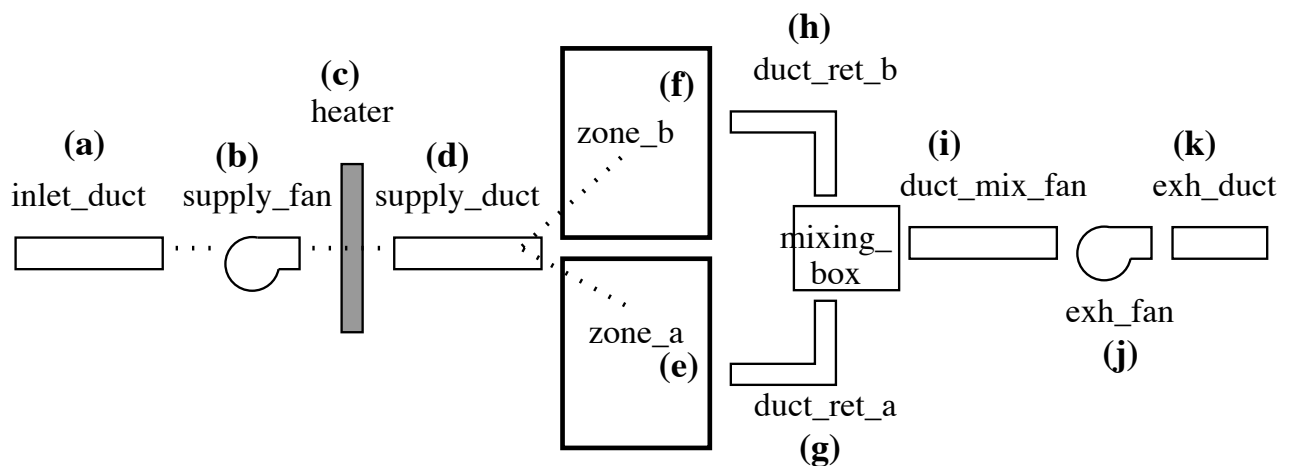 (a)
inlet_duct
(b)
supply_fan
(c)
heater
(d)
supply_duct
(f)
zone_b
zone_a
(e)
(h)
duct_ret_b
mixing_
box
duct_ret_a
(g)
(i)
duct_mix_fan
exh_fan
(j)
(k)
exh_duct